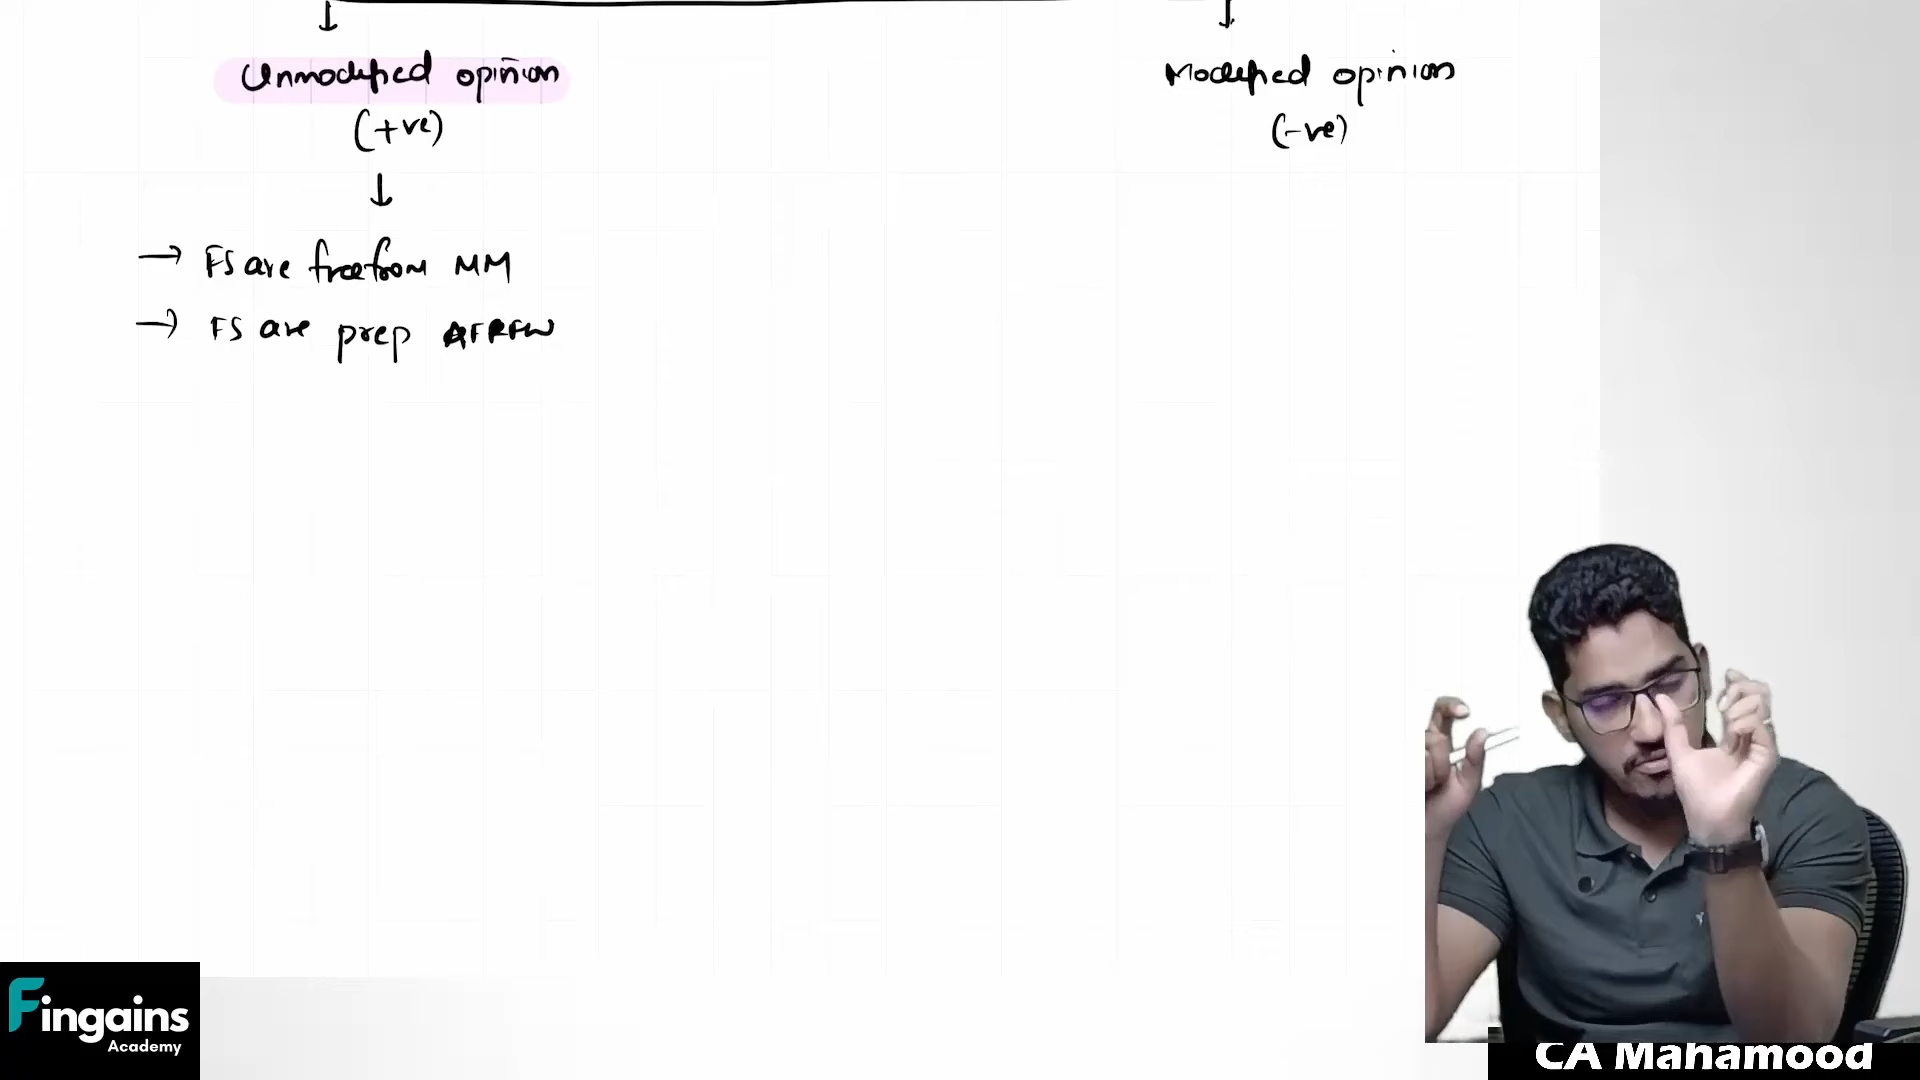 Unmodified opinion
(+ve)
→ FS are free from MM
→ FS are prep AFRFW
Modified opinion
(-ve)
Fingains
Academy
CA Mahamood